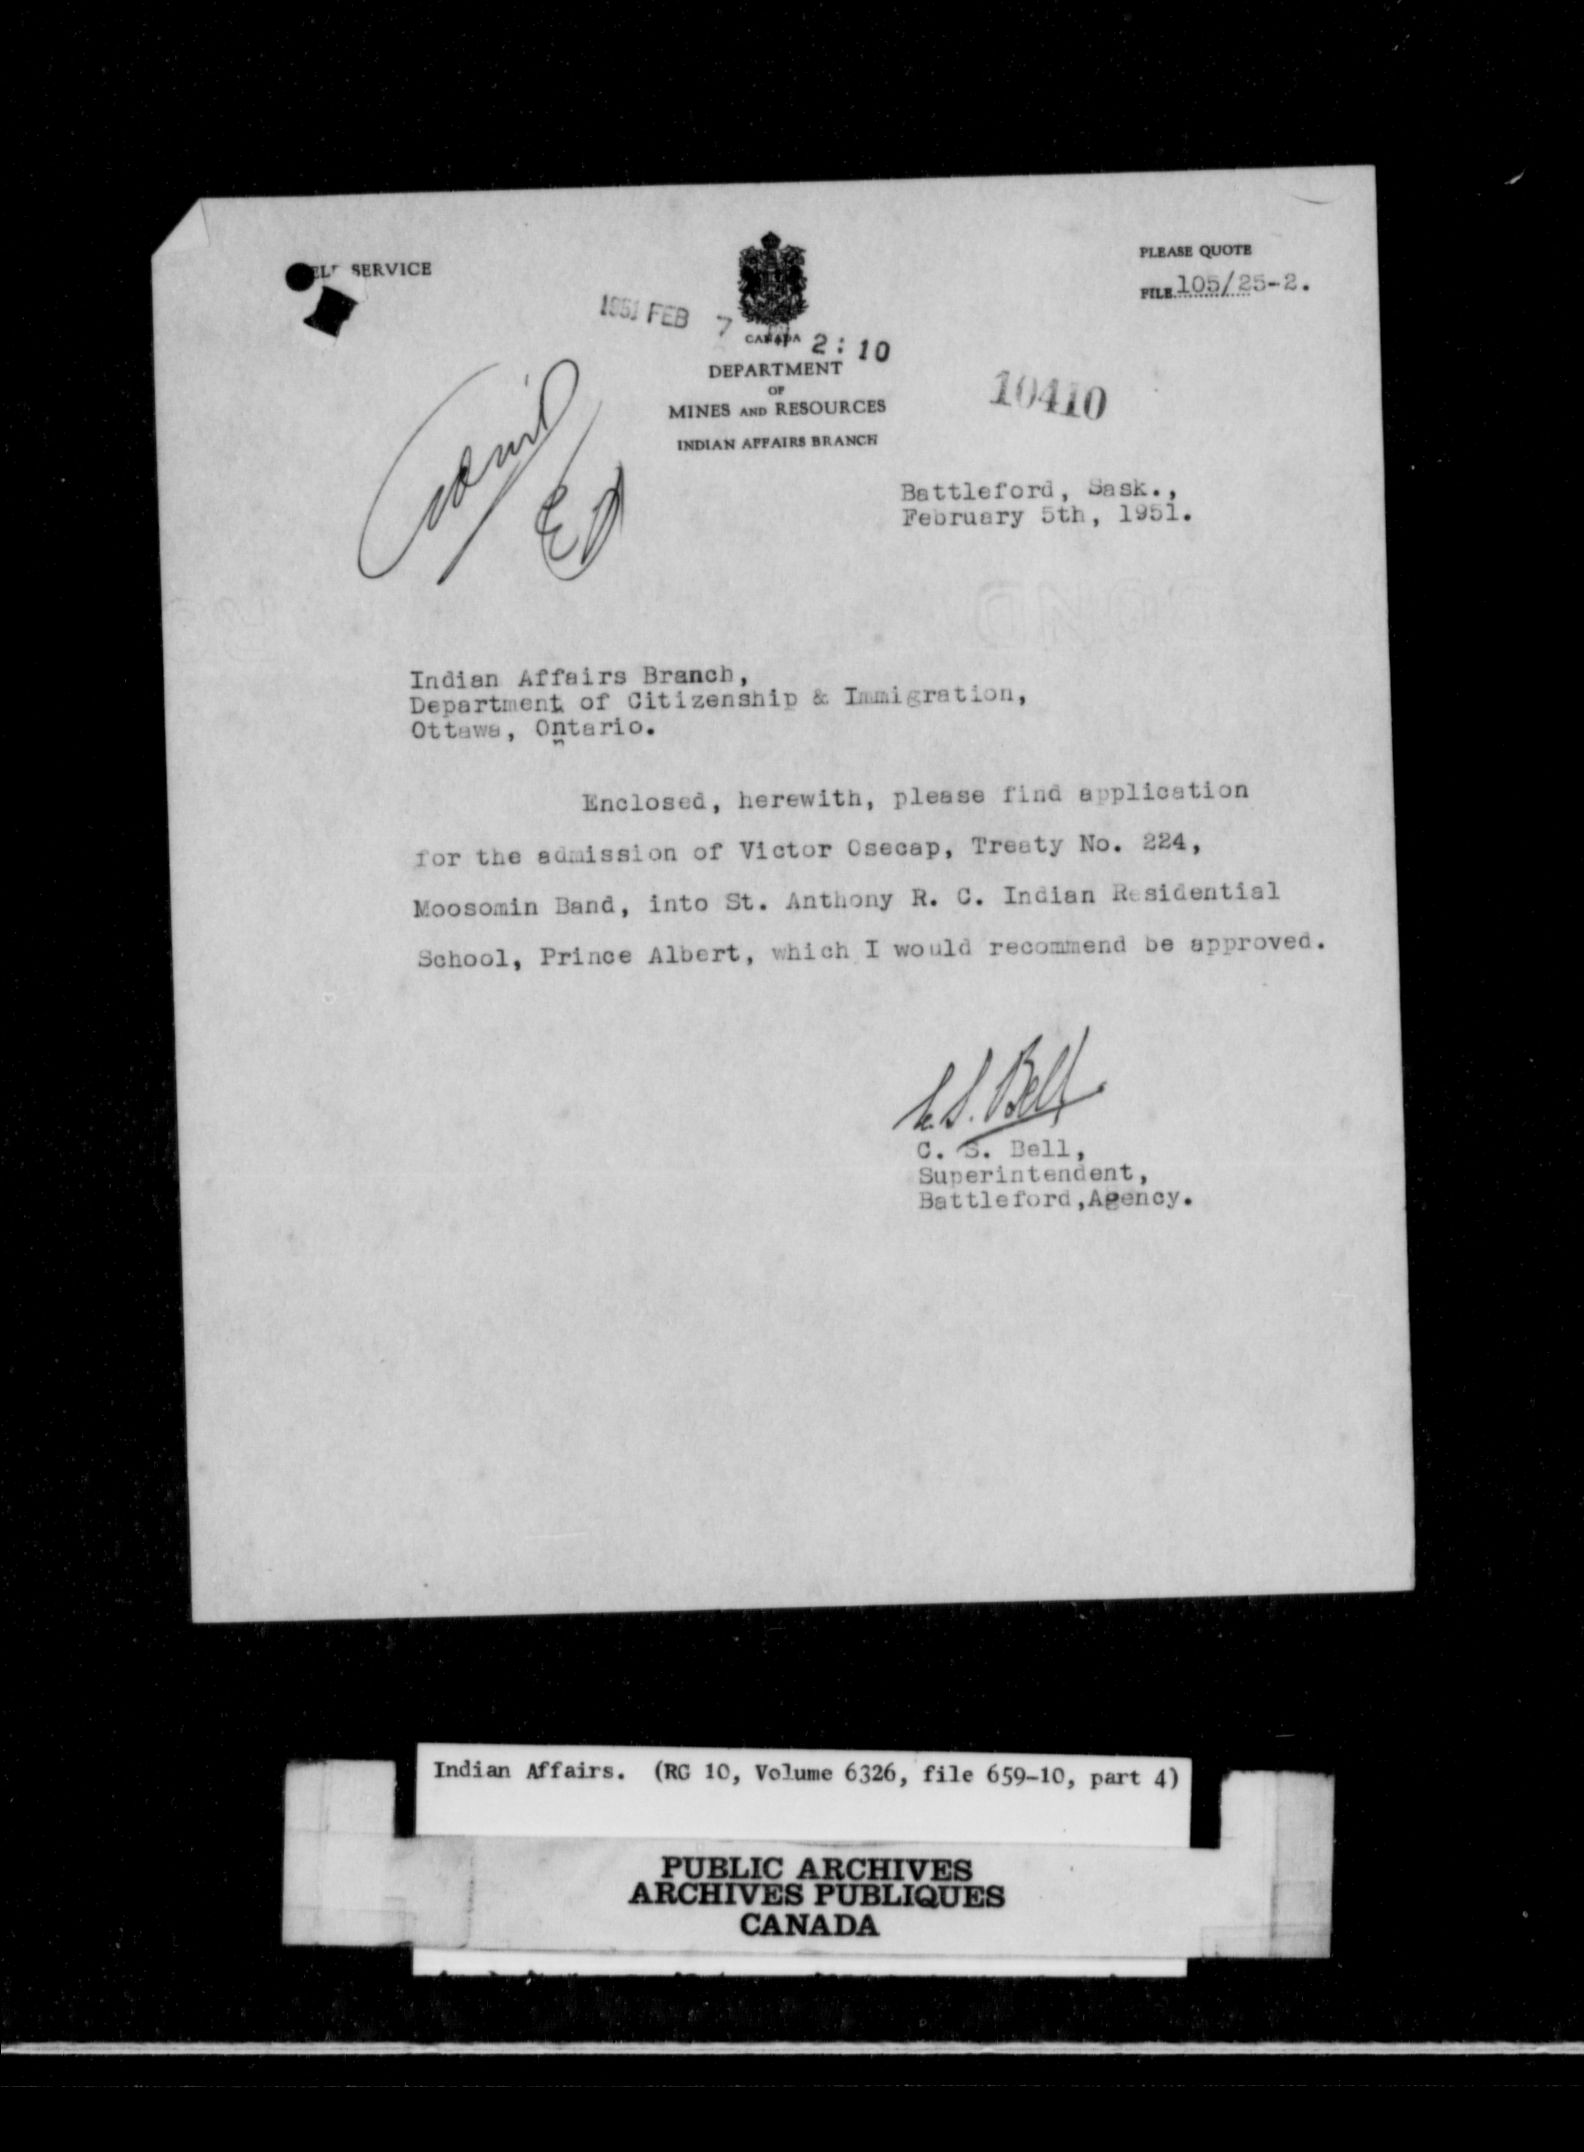 SERVICE
PLEASE QUOTE
FILE 105/25-2.
1951 FEB 7 2:10
CANADA
DEPARTMENT
OF
MINES AND RESOURCES
INDIAN AFFAIRS BRANCH
10410
Battleford, Sask.,
February 5th, 1951.
Indian Affairs Branch,
Department of Citizenship & Immigration,
Ottawa, Ontario.
Enclosed, herewith, please find application
for the admission of Victor Osecap, Treaty No. 224,
Moosomin Band, into St. Anthony R. C. Indian Residential
School, Prince Albert, which I would recommend be approved.
C. S. Bell
C. S. Bell,
Superintendent,
Battleford,Agency.
Indian Affairs. (RG 10, Volume 6326, file 659-10, part 4)
PUBLIC ARCHIVES
ARCHIVES PUBLIQUES
CANADA